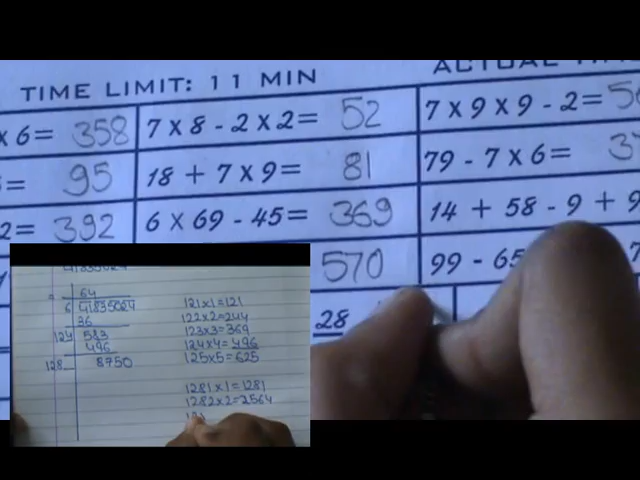 TIME LIMIT: 11 MIN
x 6= 358 7 x 8 - 2 x 2= 52 7 x 9 x 9 - 2=
= 95 18 + 7 x 9= 81 79 - 7 x 6=
2= 392 6 x 69 - 45= 369 14 + 58 - 9 + 9
570 99 - 65
28
64
6 41835024
36
124 583
496
128 8750
121x1=121
122x2=244
123x3=369
124x4=496
125x5=625
1281x1=1281
1282x2=2564